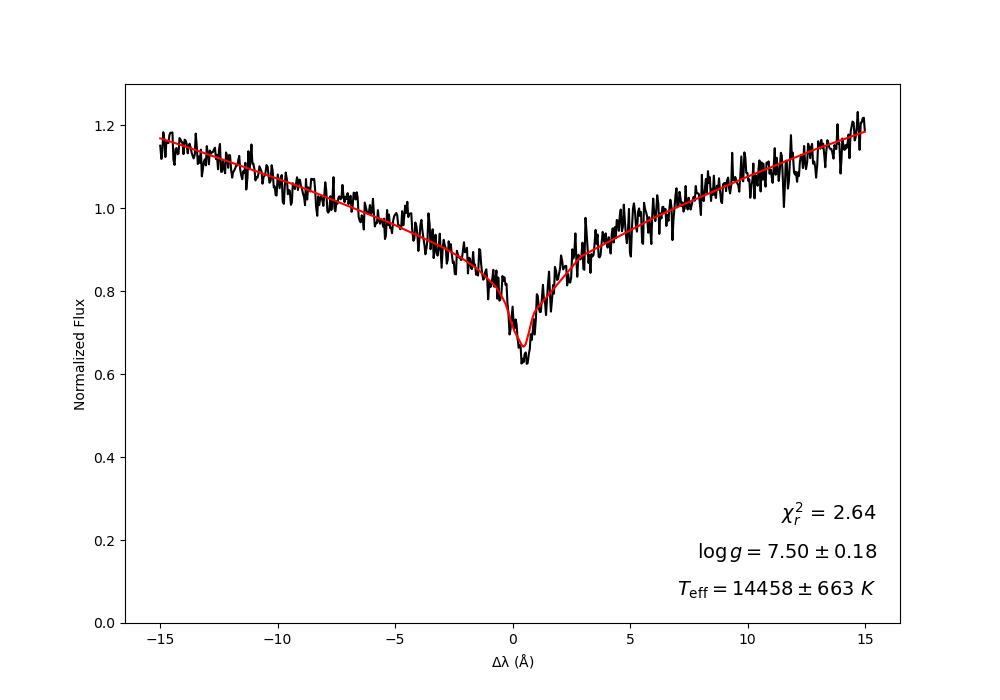 1.2
1.0
0.8
0.6
0.4
0.2
0.0
Normalized Flux
χ²ᵣ = 2.64
log g = 7.50 ± 0.18
T_eff = 14458 ± 663 K
−15 −10 −5 0 5 10 15
Δλ (Å)